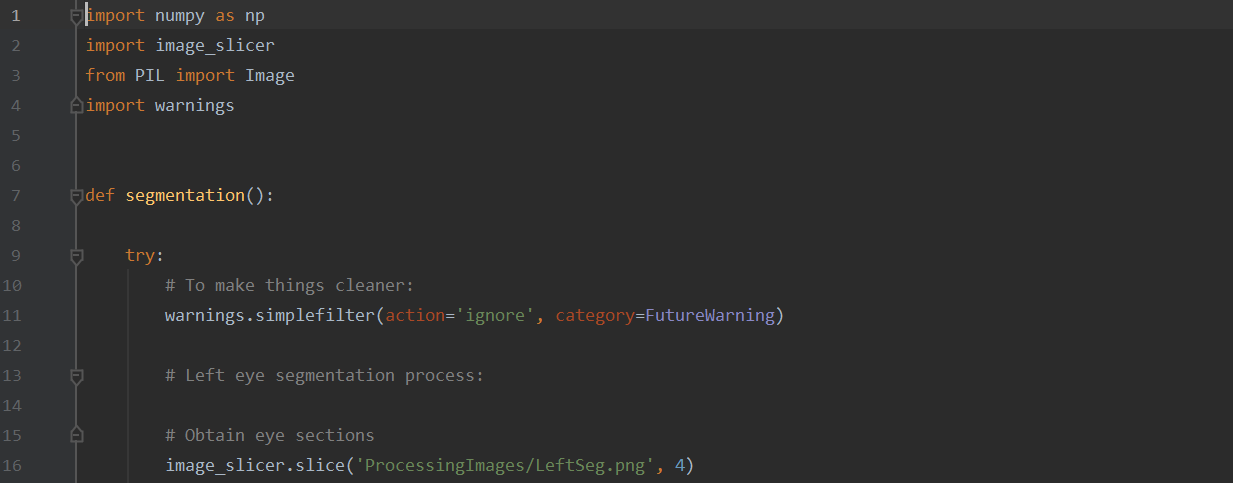 1 import numpy as np
2 import image_slicer
3 from PIL import Image
4 import warnings
5
6
7 def segmentation():
8
9     try:
10         # To make things cleaner:
11         warnings.simplefilter(action='ignore', category=FutureWarning)
12
13         # Left eye segmentation process:
14
15         # Obtain eye sections
16         image_slicer.slice('ProcessingImages/LeftSeg.png', 4)